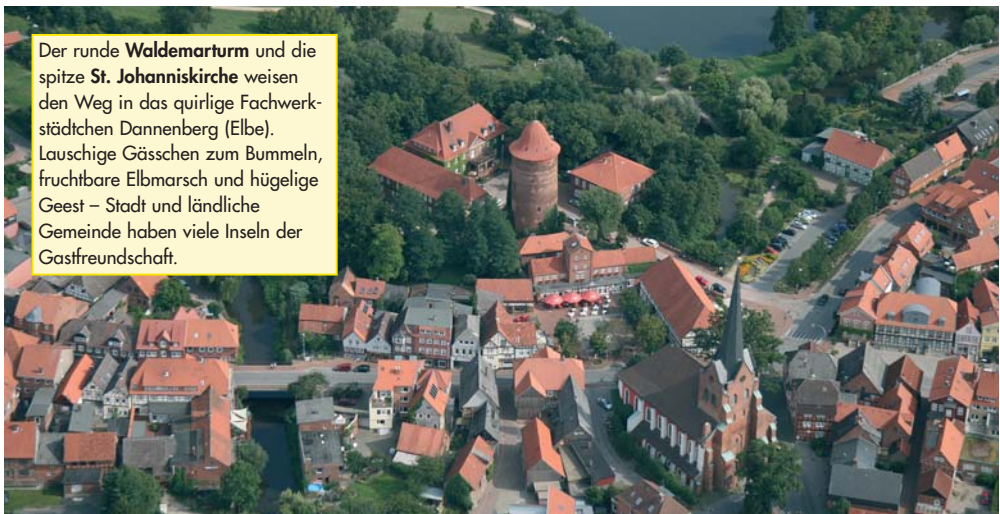 Der runde Waldemarturm und die
spitze St. Johanniskirche weisen
den Weg in das quirlige Fachwerk-
städtchen Dannenberg (Elbe).
Lauschige Gässchen zum Bummeln,
fruchtbare Elbmarsch und hügelige
Geest – Stadt und ländliche
Gemeinde haben viele Inseln der
Gastfreundschaft.